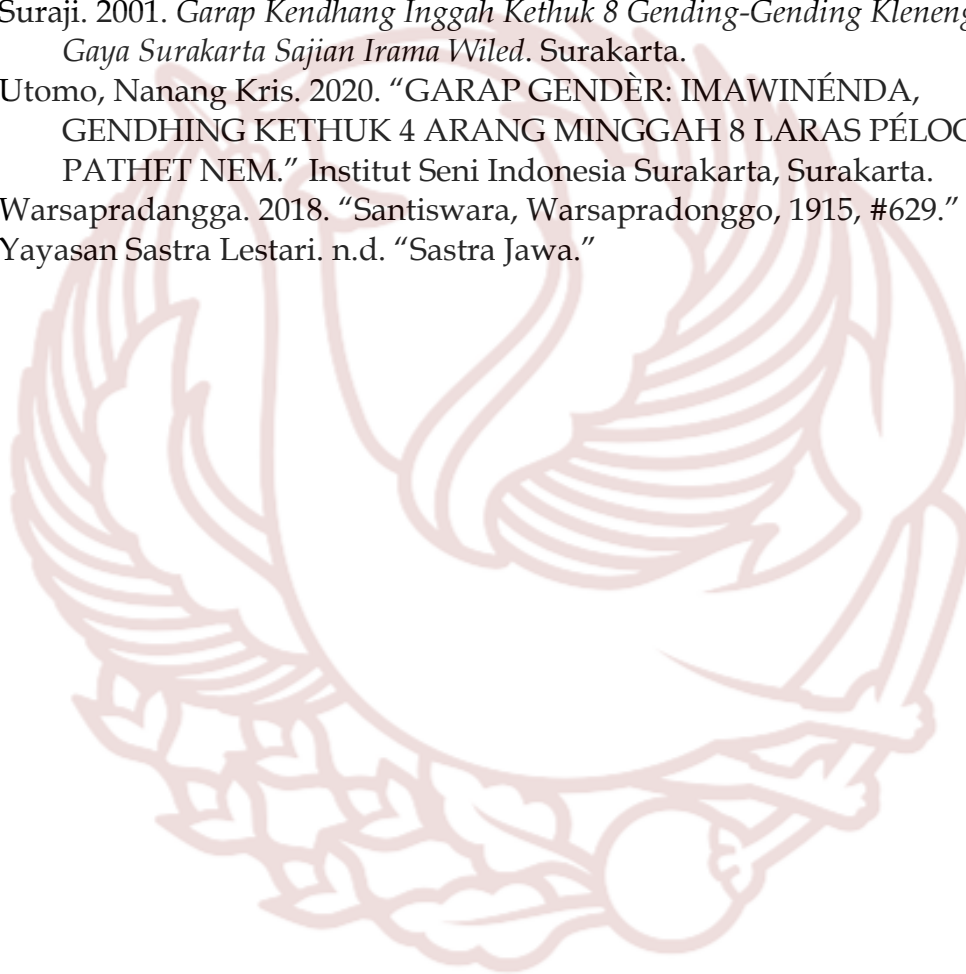 Suraji. 2001. Garap Kendhang Inggah Kethuk 8 Gending-Gending Kleneng
Gaya Surakarta Sajian Irama Wiled. Surakarta.
Utomo, Nanang Kris. 2020. “GARAP GENDÈR: IMAWINÉNDA,
GENDHING KETHUK 4 ARANG MINGGAH 8 LARAS PÉLOG
PATHET NEM.” Institut Seni Indonesia Surakarta, Surakarta.
Warsapradangga. 2018. “Santiswara, Warsapradonggo, 1915, #629.”
Yayasan Sastra Lestari. n.d. “Sastra Jawa.”